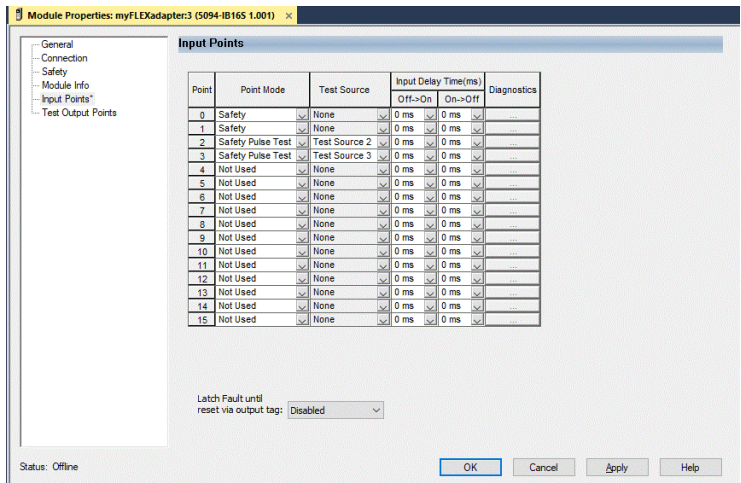 Module Properties: myFLEXadapter:3 (5094-IB16S 1.001) ×
General
Connection
Safety
Module Info
Input Points*
Test Output Points
Input Points
Point Point Mode Test Source Input Delay Time(ms) Diagnostics
Off->On On->Off
0 Safety None 0 ms 0 ms ...
1 Safety None 0 ms 0 ms ...
2 Safety Pulse Test Test Source 2 0 ms 0 ms ...
3 Safety Pulse Test Test Source 3 0 ms 0 ms ...
4 Not Used None 0 ms 0 ms ...
5 Not Used None 0 ms 0 ms ...
6 Not Used None 0 ms 0 ms ...
7 Not Used None 0 ms 0 ms ...
8 Not Used None 0 ms 0 ms ...
9 Not Used None 0 ms 0 ms ...
10 Not Used None 0 ms 0 ms ...
11 Not Used None 0 ms 0 ms ...
12 Not Used None 0 ms 0 ms ...
13 Not Used None 0 ms 0 ms ...
14 Not Used None 0 ms 0 ms ...
15 Not Used None 0 ms 0 ms ...
Latch Fault until
reset via output tag: Disabled
Status: Offline OK Cancel Apply Help